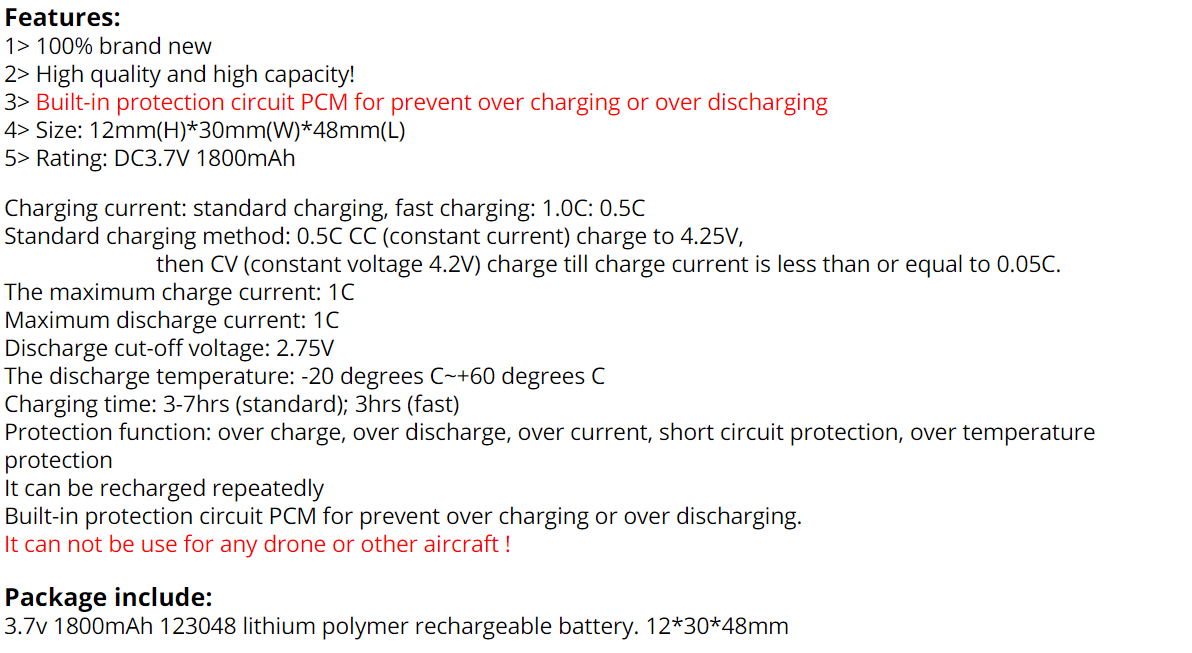 Features:
1> 100% brand new
2> High quality and high capacity!
3> Built-in protection circuit PCM for prevent over charging or over discharging
4> Size: 12mm(H)*30mm(W)*48mm(L)
5> Rating: DC3.7V 1800mAh
Charging current: standard charging, fast charging: 1.0C: 0.5C
Standard charging method: 0.5C CC (constant current) charge to 4.25V,
then CV (constant voltage 4.2V) charge till charge current is less than or equal to 0.05C.
The maximum charge current: 1C
Maximum discharge current: 1C
Discharge cut-off voltage: 2.75V
The discharge temperature: -20 degrees C~+60 degrees C
Charging time: 3-7hrs (standard); 3hrs (fast)
Protection function: over charge, over discharge, over current, short circuit protection, over temperature
protection
It can be recharged repeatedly
Built-in protection circuit PCM for prevent over charging or over discharging.
It can not be use for any drone or other aircraft !
Package include:
3.7v 1800mAh 123048 lithium polymer rechargeable battery. 12*30*48mm